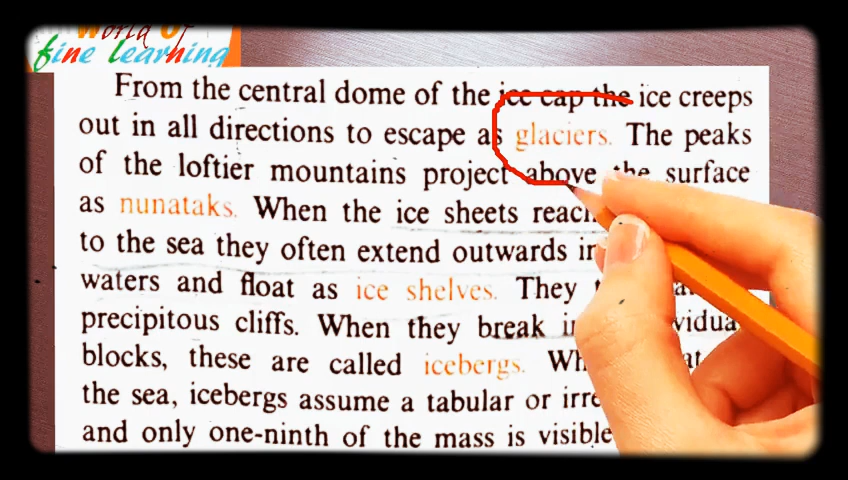 World Of
fine learning
From the central dome of the ice cap the ice creeps
out in all directions to escape as glaciers. The peaks
of the loftier mountains project above the surface
as nunataks. When the ice sheets reach
to the sea they often extend outwards in
waters and float as ice shelves. They
precipitous cliffs. When they break
blocks, these are called icebergs.
the sea, icebergs assume a tabular or
and only one-ninth of the mass is visible